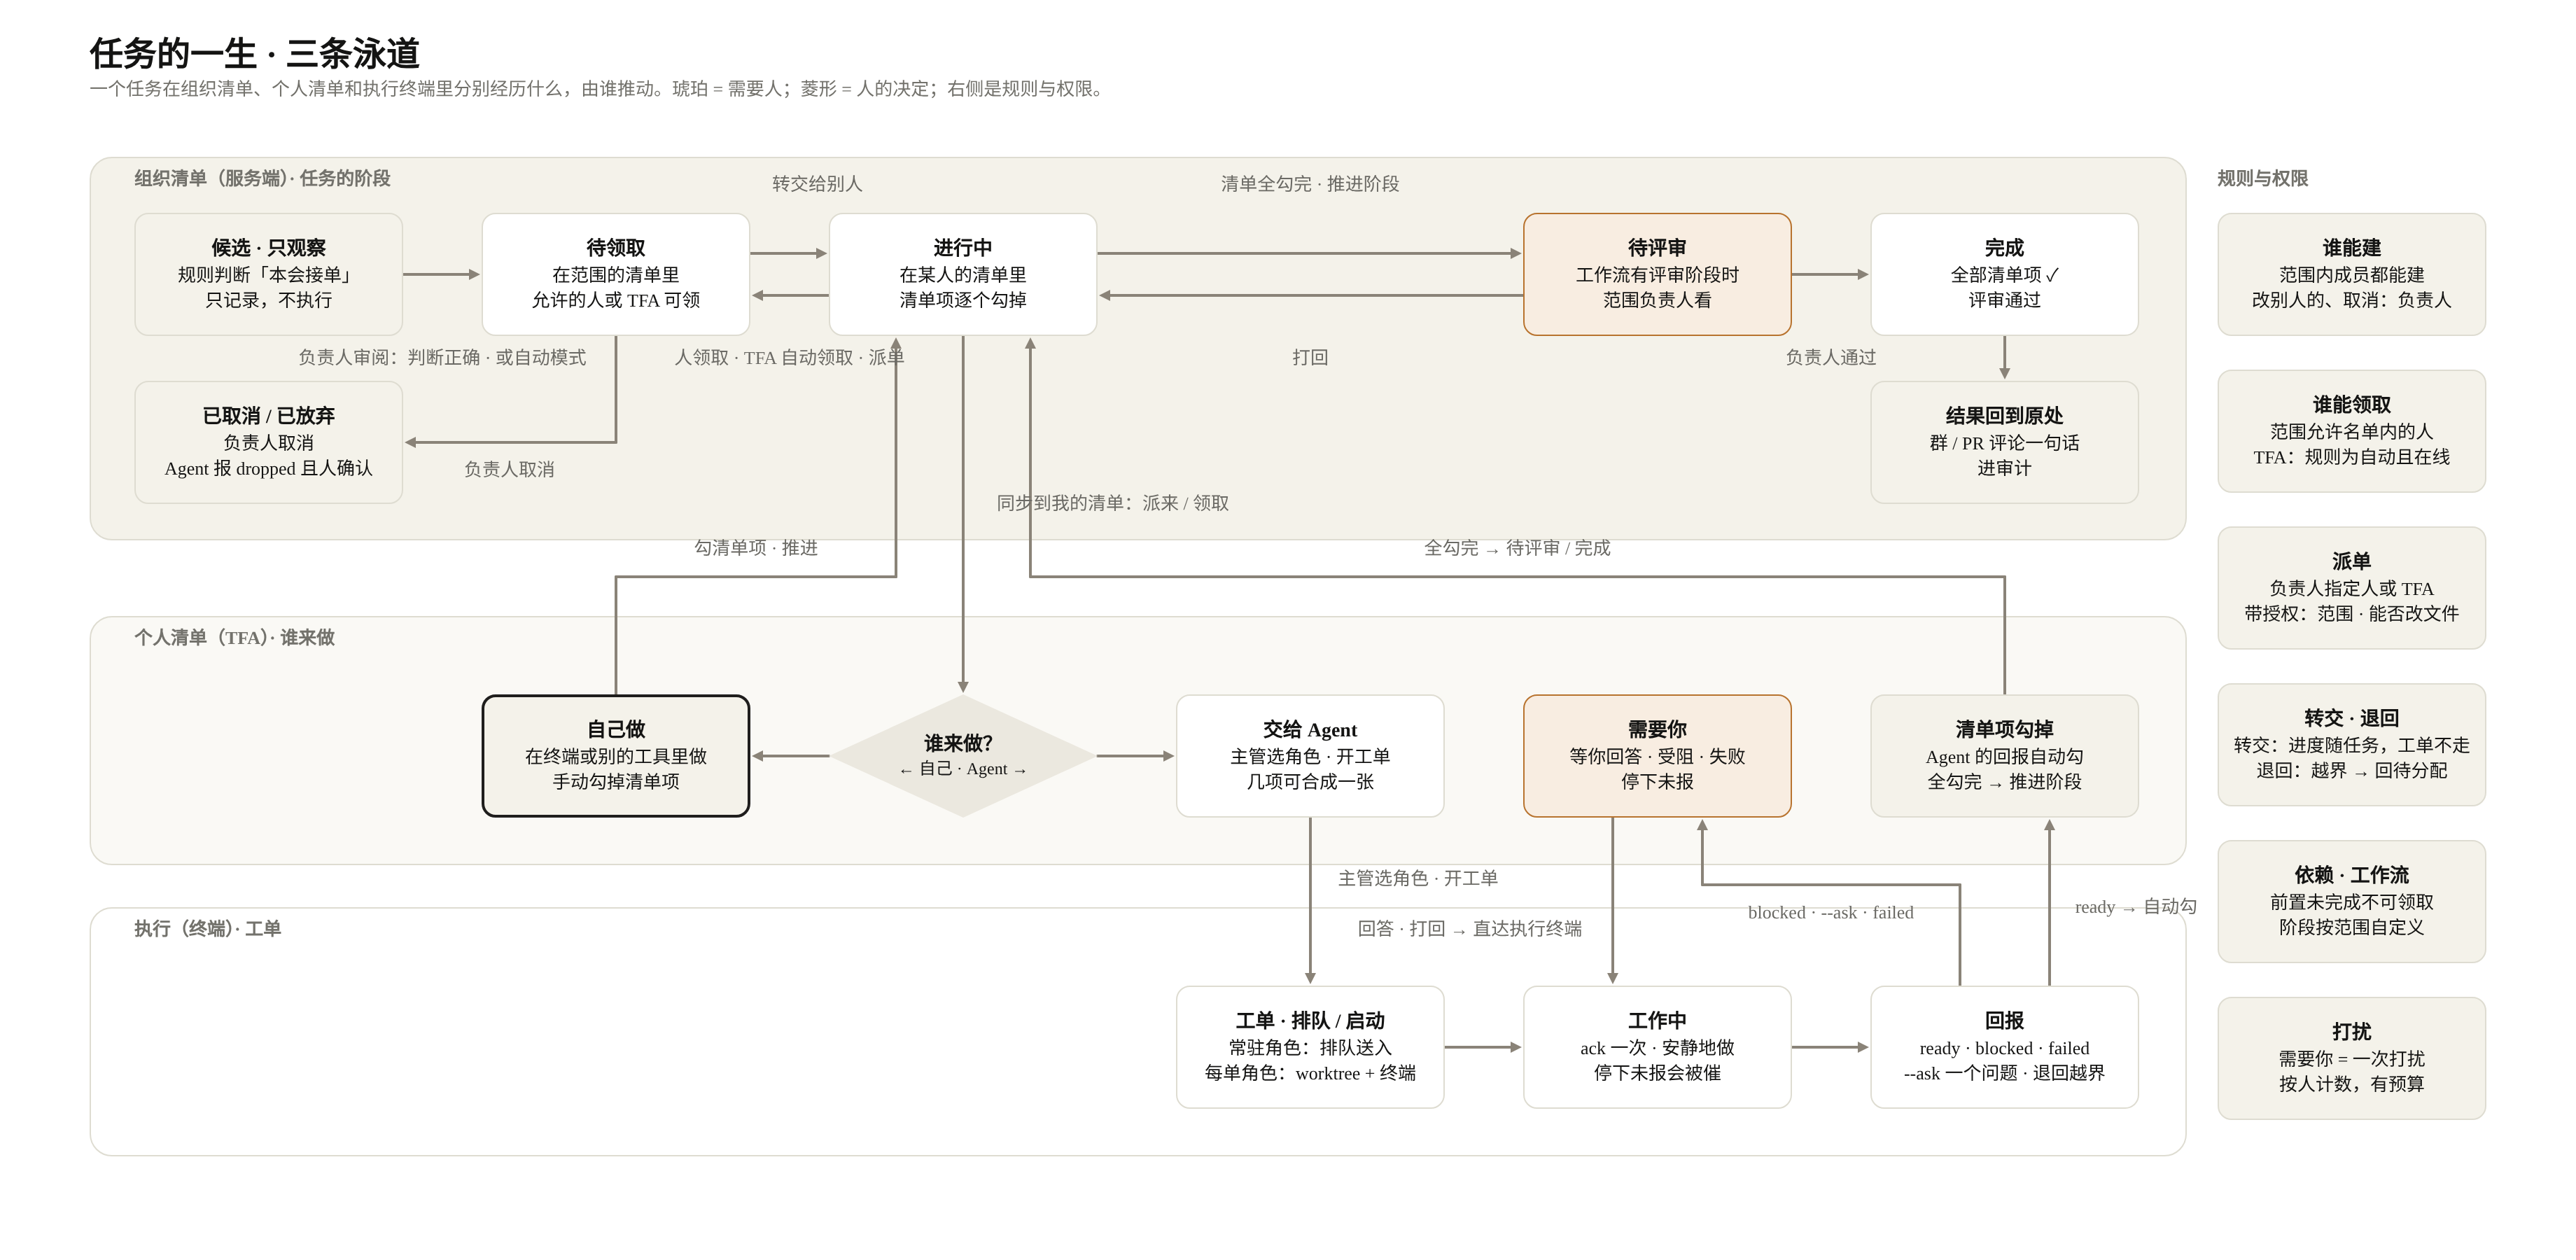 任务的一生 · 三条泳道
一个任务在组织清单、个人清单和执行终端里分别经历什么，由谁推动。琥珀 = 需要人；菱形 = 人的决定；右侧是规则与权限。
组织清单（服务端）· 任务的阶段
转交给别人
清单全勾完 · 推进阶段
候选 · 只观察
规则判断「本会接单」
只记录，不执行
待领取
在范围的清单里
允许的人或 TFA 可领
进行中
在某人的清单里
清单项逐个勾掉
待评审
工作流有评审阶段时
范围负责人看
完成
全部清单项 ✓
评审通过
负责人审阅：判断正确 · 或自动模式
人领取 · TFA 自动领取 · 派单
打回
负责人通过
已取消 / 已放弃
负责人取消
Agent 报 dropped 且人确认
负责人取消
结果回到原处
群 / PR 评论一句话
进审计
同步到我的清单：派来 / 领取
勾清单项 · 推进
全勾完 → 待评审 / 完成
个人清单（TFA）· 谁来做
自己做
在终端或别的工具里做
手动勾掉清单项
谁来做？
← 自己 · Agent →
交给 Agent
主管选角色 · 开工单
几项可合成一张
需要你
等你回答 · 受阻 · 失败
停下未报
清单项勾掉
Agent 的回报自动勾
全勾完 → 推进阶段
主管选角色 · 开工单
回答 · 打回 → 直达执行终端
blocked · --ask · failed
ready → 自动勾
执行（终端）· 工单
工单 · 排队 / 启动
常驻角色：排队送入
每单角色：worktree + 终端
工作中
ack 一次 · 安静地做
停下未报会被催
回报
ready · blocked · failed
--ask 一个问题 · 退回越界
规则与权限
谁能建
范围内成员都能建
改别人的、取消：负责人
谁能领取
范围允许名单内的人
TFA：规则为自动且在线
派单
负责人指定人或 TFA
带授权：范围 · 能否改文件
转交 · 退回
转交：进度随任务，工单不走
退回：越界 → 回待分配
依赖 · 工作流
前置未完成不可领取
阶段按范围自定义
打扰
需要你 = 一次打扰
按人计数，有预算